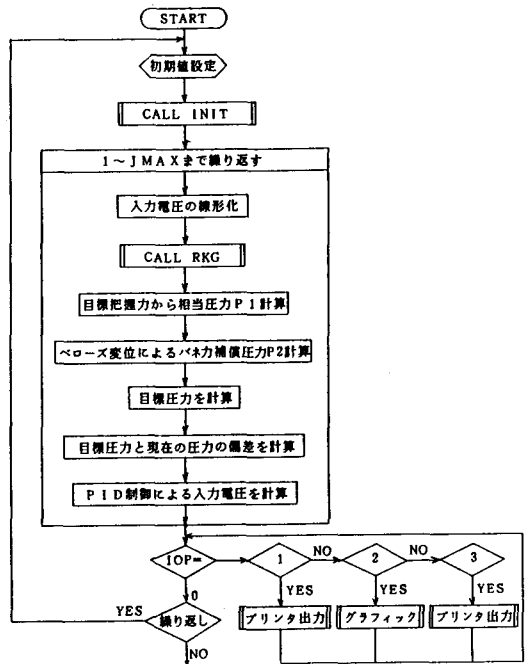 START
初期値設定
CALL INIT
1〜JMAXまで繰り返す
入力電圧の線形化
CALL RKG
目標把握力から相当圧力P1計算
ベローズ変位によるバネ力補償圧力P2計算
目標圧力を計算
目標圧力と現在の圧力の偏差を計算
PID制御による入力電圧を計算
IOP=
1
NO
2
NO
3
0
YES
YES
YES
YES
繰り返し
プリンタ出力
グラフィック
プリンタ出力
NO